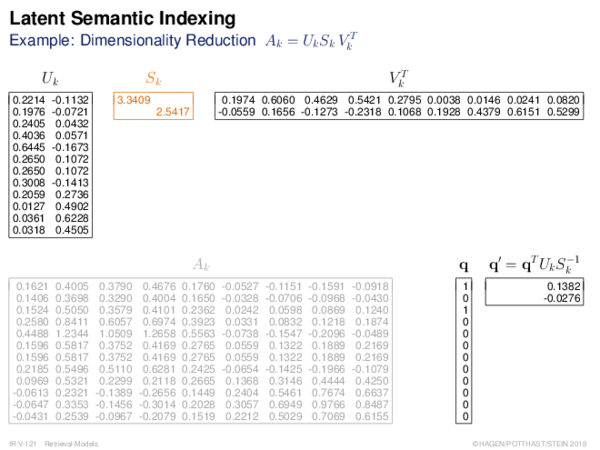 Latent Semantic Indexing
Example: Dimensionality Reduction A_k = U_k S_k V_k^T
U_k S_k V_k^T
0.2214 -0.1132
0.1976 -0.0721
0.2405 0.0432
0.4036 0.0571
0.6445 -0.1673
0.2650 0.1072
0.2650 0.1072
0.3008 -0.1413
0.2059 0.2736
0.0127 0.4902
0.0361 0.6228
0.0318 0.4505
3.3409
2.5417
0.1974 0.6060 0.4629 0.5421 0.2795 0.0038 0.0146 0.0241 0.0820
-0.0559 0.1656 -0.1273 -0.2318 0.1068 0.1928 0.4379 0.6151 0.5299
A_k
0.1621 0.4005 0.3790 0.4676 0.1760 -0.0527 -0.1151 -0.1591 -0.0918
0.1406 0.3698 0.3290 0.4004 0.1650 -0.0328 -0.0706 -0.0968 -0.0430
0.1524 0.5050 0.3579 0.4101 0.2362 0.0242 0.0598 0.0869 0.1240
0.2580 0.8411 0.6057 0.6974 0.3923 0.0331 0.0832 0.1218 0.1874
0.4488 1.2344 1.0509 1.2658 0.5563 -0.0738 -0.1547 -0.2096 -0.0489
0.1596 0.5817 0.3752 0.4169 0.2765 0.0559 0.1322 0.1889 0.2169
0.1596 0.5817 0.3752 0.4169 0.2765 0.0559 0.1322 0.1889 0.2169
0.2185 0.5496 0.5110 0.6281 0.2425 -0.0654 -0.1425 -0.1966 -0.1079
0.0969 0.5321 0.2299 0.2118 0.2665 0.1368 0.3146 0.4444 0.4250
-0.0613 0.2321 -0.1389 -0.2656 0.1449 0.2404 0.5461 0.7674 0.6637
-0.0647 0.3353 -0.1456 -0.3014 0.2028 0.3057 0.6949 0.9766 0.8487
-0.0431 0.2539 -0.0967 -0.2079 0.1519 0.2212 0.5029 0.7069 0.6155
q
1
0
1
0
0
0
0
0
0
0
0
0
q′ = q^T U_k S_k^{-1}
0.1382
-0.0276
IR:V-121 Retrieval Models
©HAGEN/POTTHAST/STEIN 2018